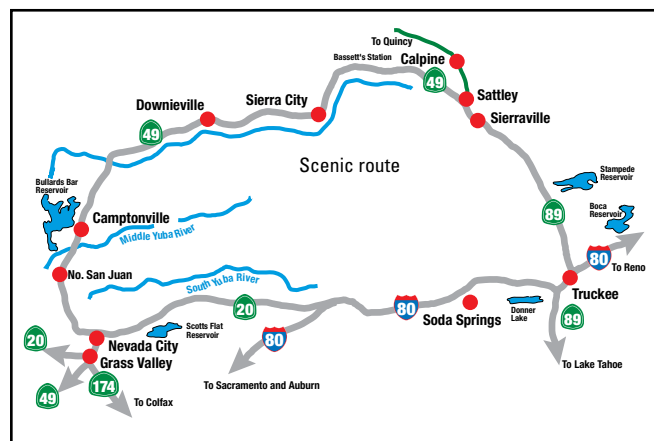 To Quincy
Bassett's Station
Calpine
49
Sierra City
Sattley
Downieville
Sierraville
49
Scenic route
Bullards Bar
Reservoir
Stampede
Reservoir
Camptonville
89
Boca
Reservoir
Middle Yuba River
80
To Reno
No. San Juan
South Yuba River
Truckee
20
80
Soda Springs
Donner
Lake
89
Scotts Flat
Reservoir
Nevada City
20
Grass Valley
80
To Lake Tahoe
174
49
To Colfax
To Sacramento and Auburn